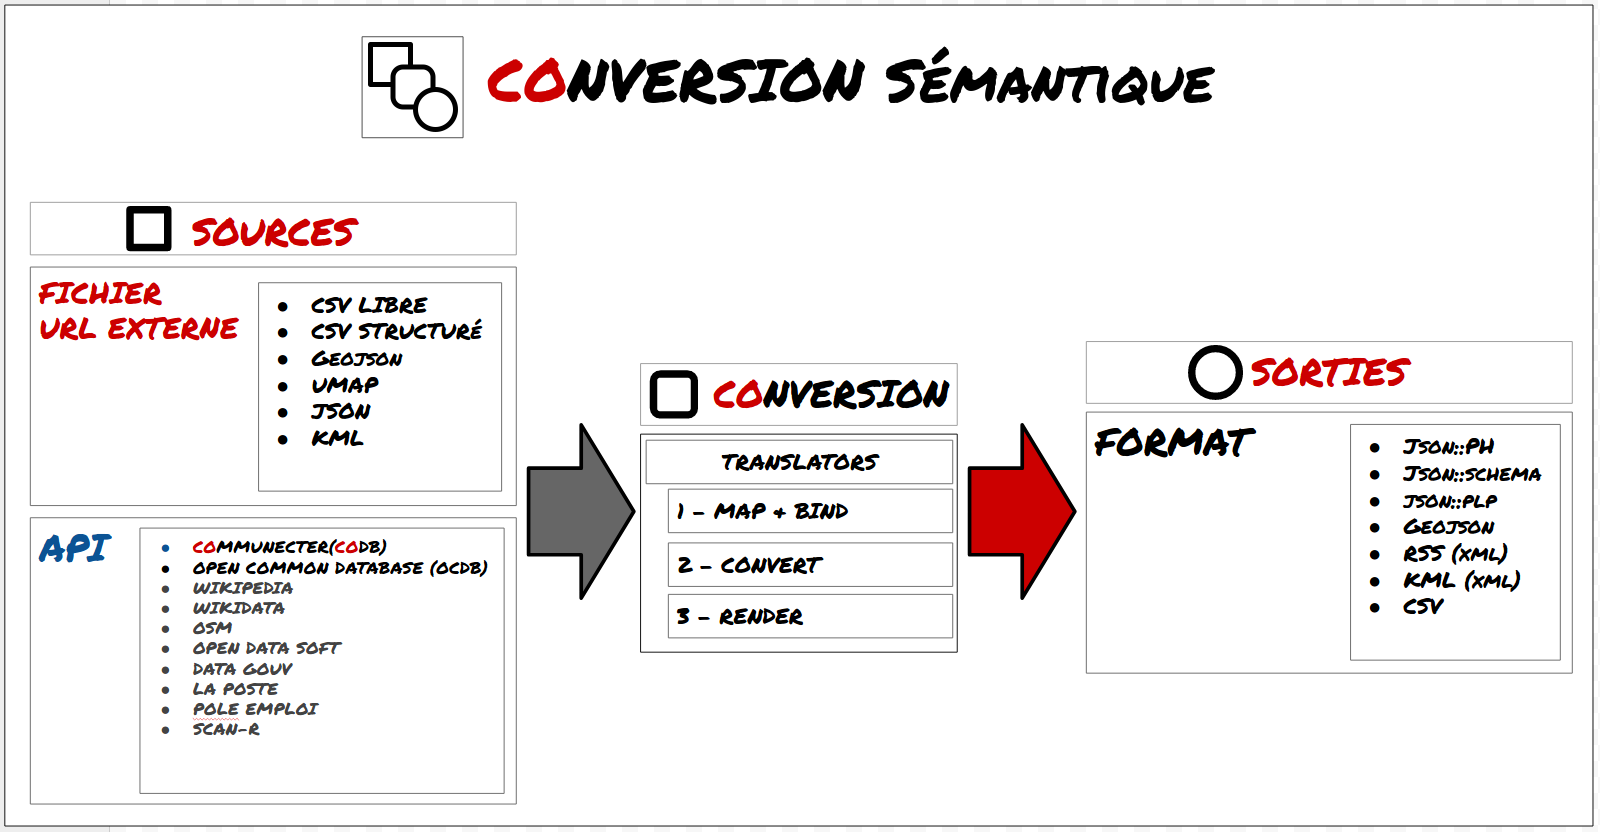 CONVERSION SÉMANTIQUE
SOURCES
FICHIER
URL EXTERNE
● CSV LIBRE
● CSV STRUCTURÉ
● GEOJSON
● UMAP
● JSON
● KML
API
● COMMUNECTER(CODB)
● OPEN COMMON DATABASE (OCDB)
● WIKIPEDIA
● WIKIDATA
● OSM
● OPEN DATA SOFT
● DATA GOUV
● LA POSTE
● POLE EMPLOI
● SCAN-R
CONVERSION
TRANSLATORS
1 - MAP + BIND
2 - CONVERT
3 - RENDER
SORTIES
FORMAT
● JSON::PH
● JSON::SCHEMA
● JSON::PLP
● GEOJSON
● RSS (XML)
● KML (XML)
● CSV